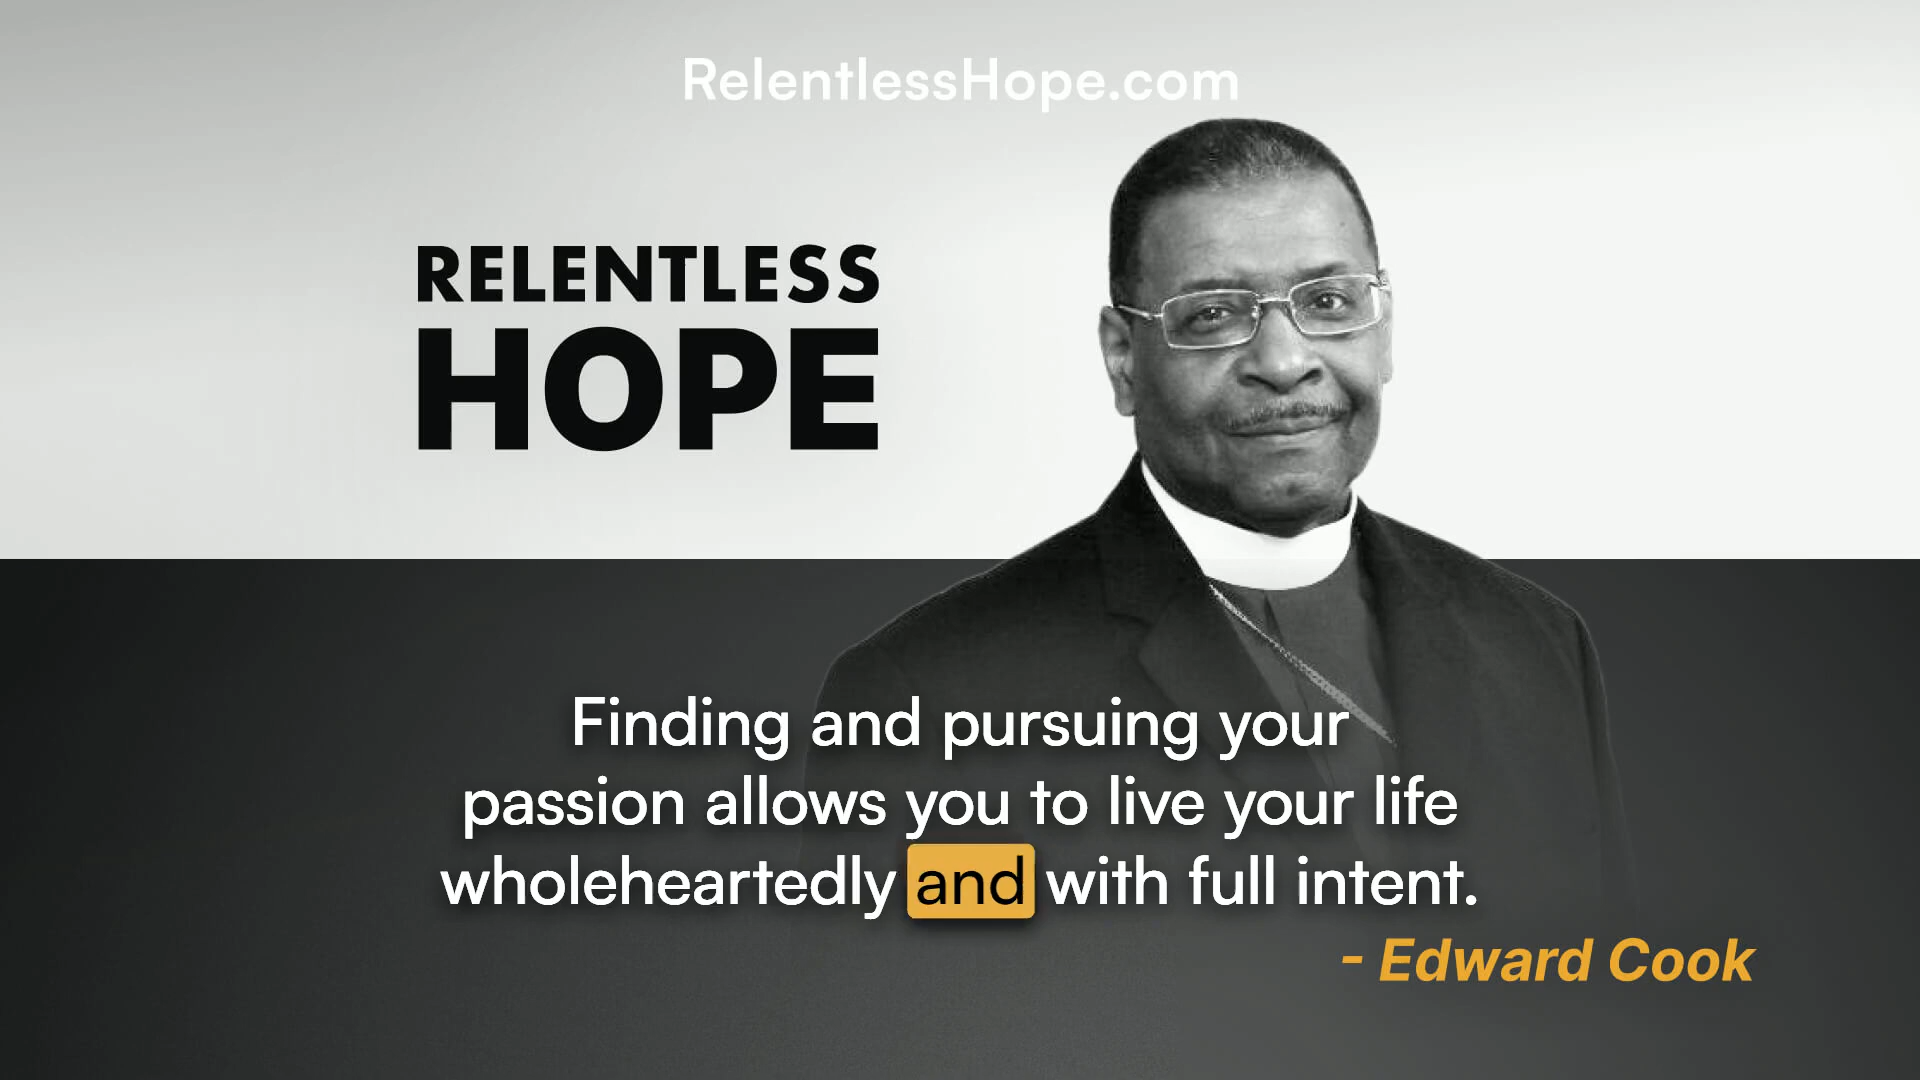 RelentlessHope.com
RELENTLESS
HOPE
Finding and pursuing your
passion allows you to live your life
wholeheartedly and with full intent.
- Edward Cook